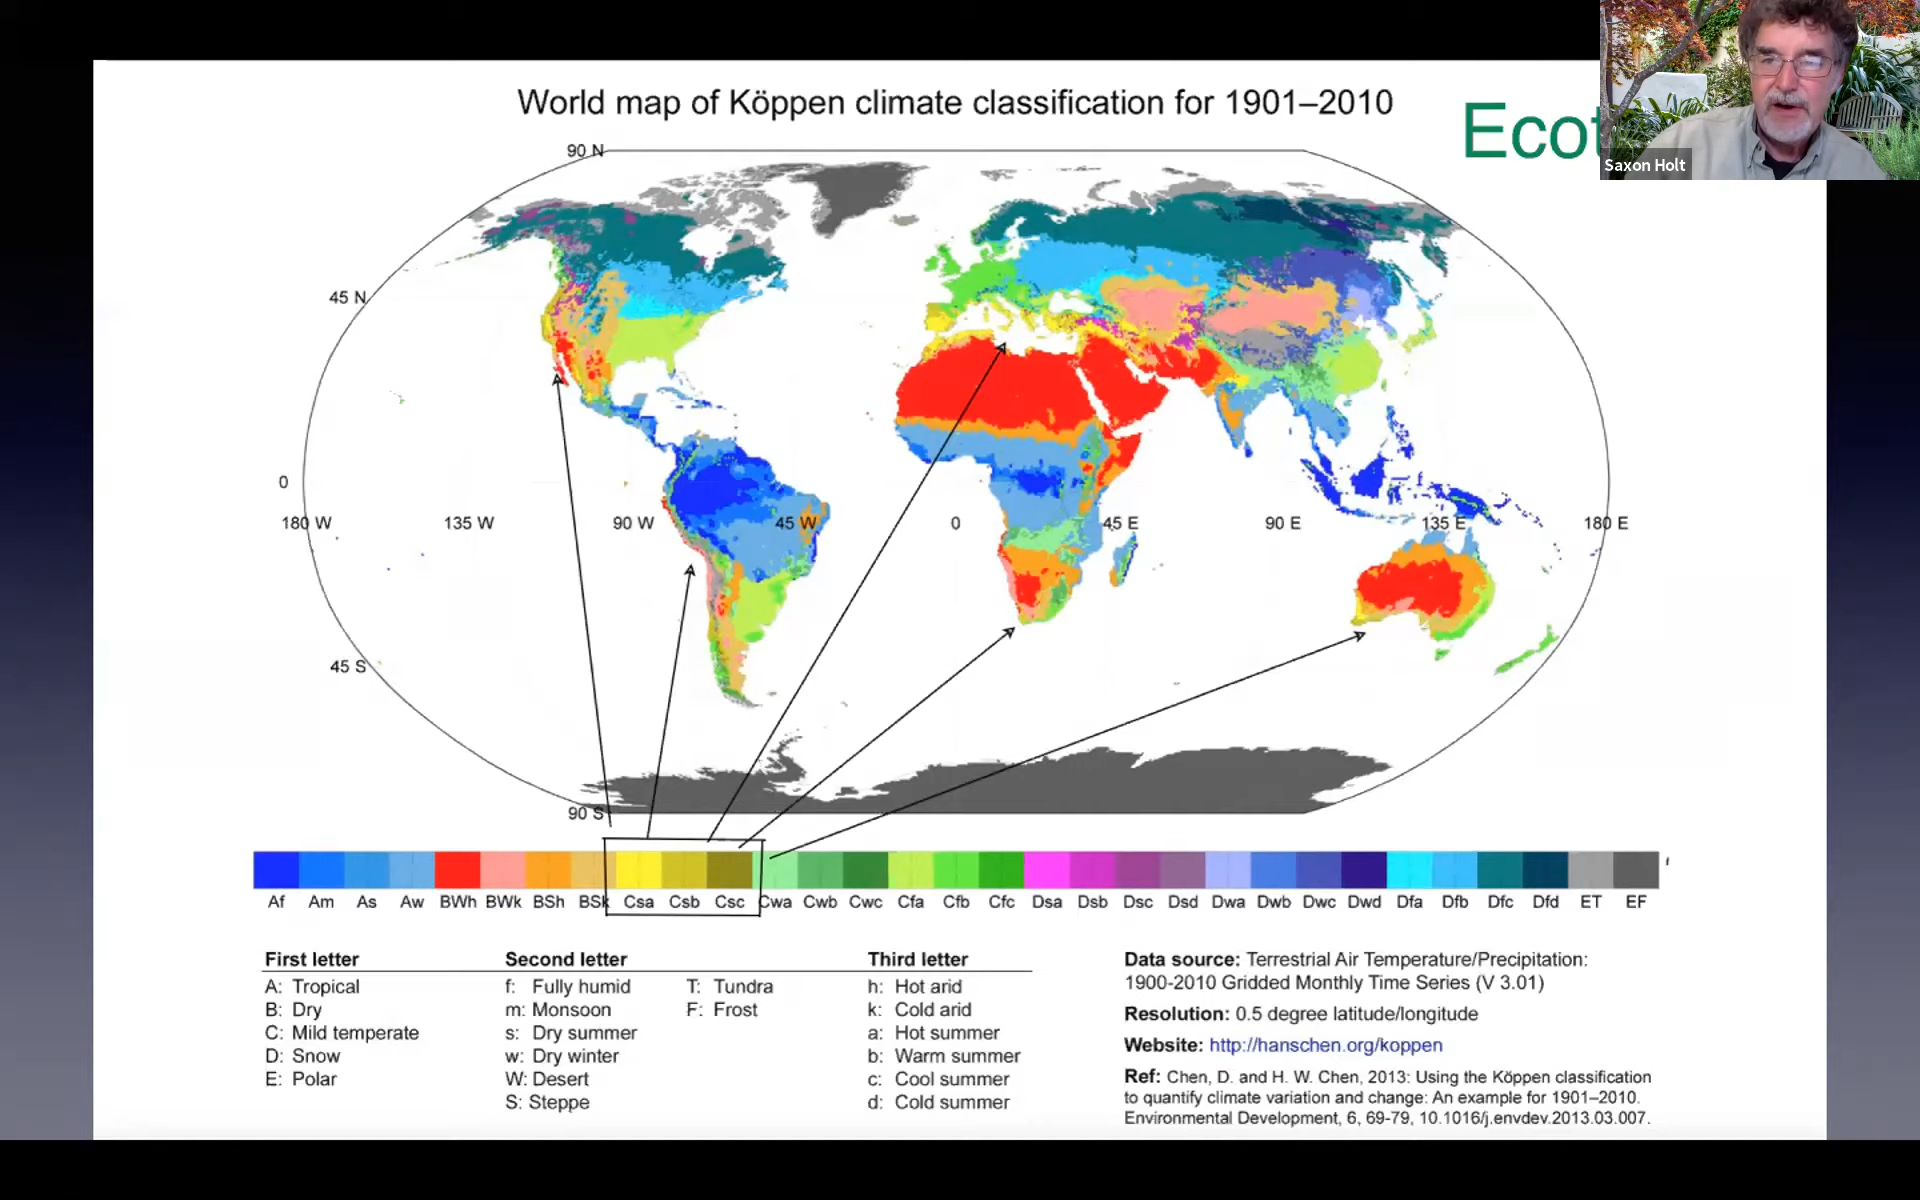 World map of Köppen climate classification for 1901–2010
Saxon Holt
90 N
45 N
0
180 W 135 W 90 W 45 W 0 45 E 90 E 135 E 180 E
45 S
90 S
Af Am As Aw BWh BWk BSh BSk Csa Csb Csc Cwa Cwb Cwc Cfa Cfb Cfc Dsa Dsb Dsc Dsd Dwa Dwb Dwc Dwd Dfa Dfb Dfc Dfd ET EF
First letter
A: Tropical
B: Dry
C: Mild temperate
D: Snow
E: Polar
Second letter
f: Fully humid
m: Monsoon
s: Dry summer
w: Dry winter
W: Desert
S: Steppe
T: Tundra
F: Frost
Third letter
h: Hot arid
k: Cold arid
a: Hot summer
b: Warm summer
c: Cool summer
d: Cold summer
Data source: Terrestrial Air Temperature/Precipitation:
1900-2010 Gridded Monthly Time Series (V 3.01)
Resolution: 0.5 degree latitude/longitude
Website: http://hanschen.org/koppen
Ref: Chen, D. and H. W. Chen, 2013: Using the Köppen classification
to quantify climate variation and change: An example for 1901–2010.
Environmental Development, 6, 69-79, 10.1016/j.envdev.2013.03.007.